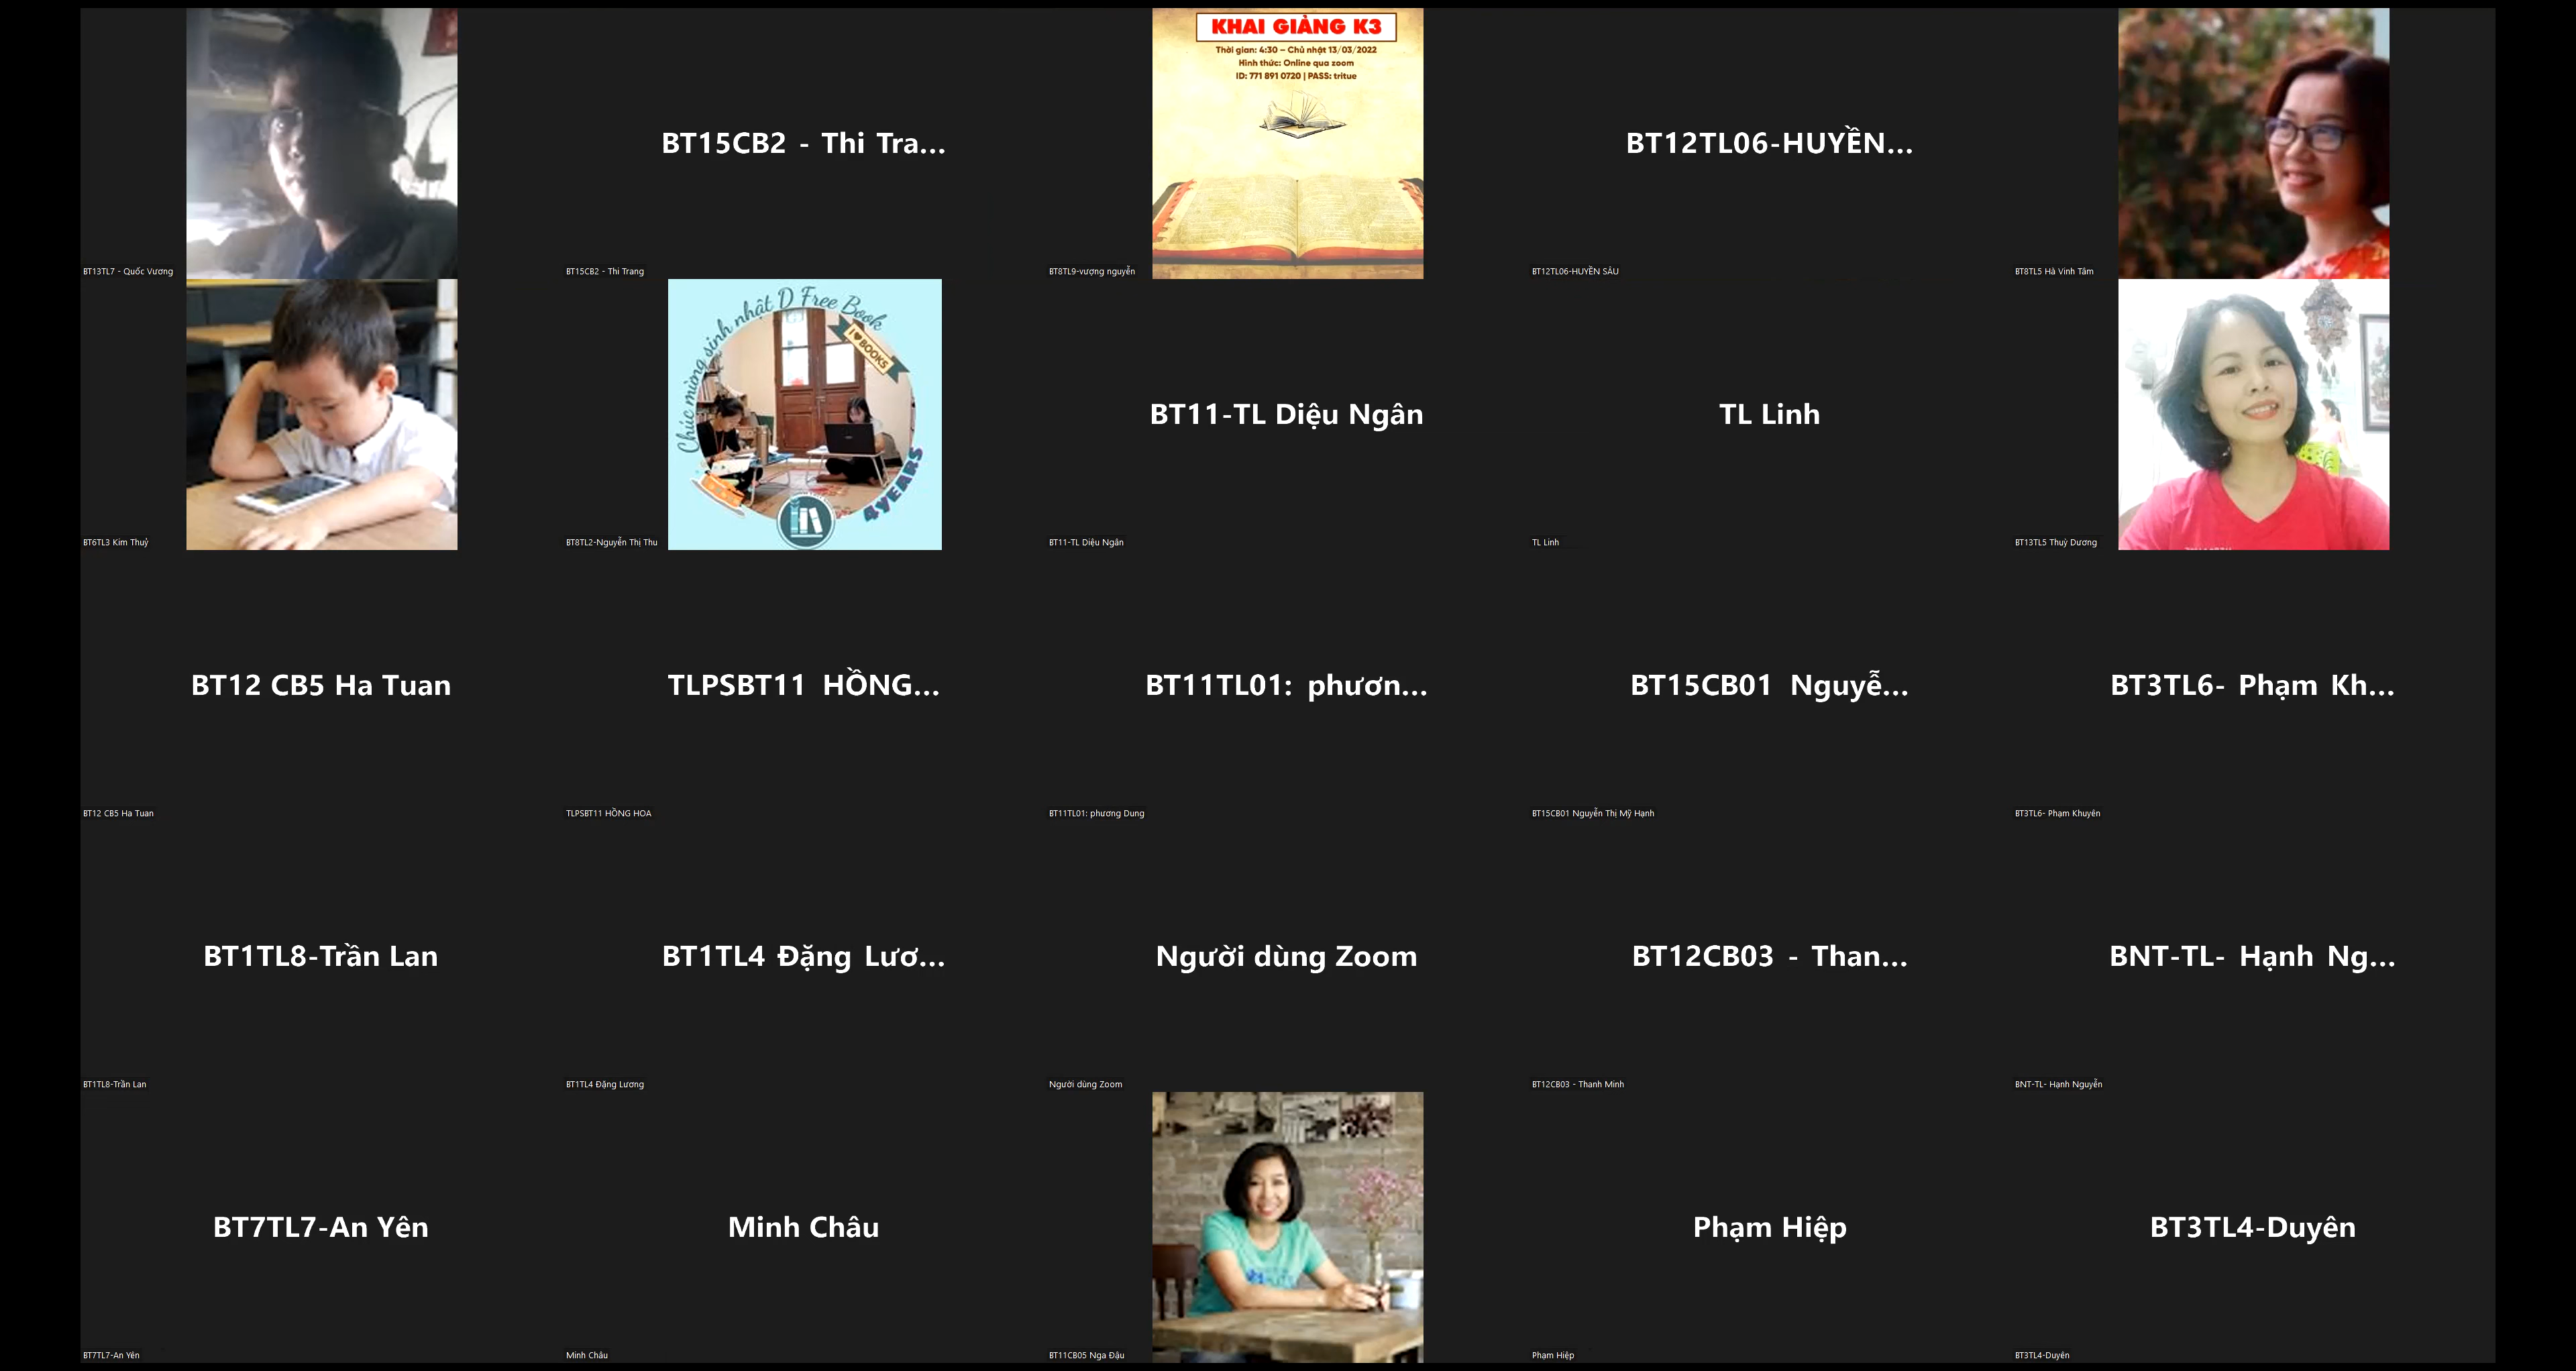 BT13TL7 - Quốc Vương
BT15CB2 - Thi Tra...
BT15CB2 - Thi Trang
KHAI GIẢNG K3
Thời gian: 4:30 – Chủ nhật 13/03/2022
Hình thức: Online qua zoom
ID: 771 891 0720 | PASS: tritue
BT8TL9-vượng nguyễn
BT12TL06-HUYỀN...
BT12TL06-HUYỀN SÂU
BT8TL5 Hà Vinh Tâm
BT6TL3 Kim Thuỷ
Chúc mừng sinh nhật D Free Book
I ♥ BOOKS
4YEARS
BT8TL2-Nguyễn Thị Thu
BT11-TL Diệu Ngân
BT11-TL Diệu Ngân
TL Linh
TL Linh
BT13TL5 Thuỳ Dương
BT12 CB5 Ha Tuan
BT12 CB5 Ha Tuan
TLPSBT11 HỒNG...
TLPSBT11 HỒNG HOA
BT11TL01: phươn...
BT11TL01: phương Dung
BT15CB01 Nguyễ...
BT15CB01 Nguyễn Thị Mỹ Hạnh
BT3TL6- Phạm Kh...
BT3TL6- Phạm Khuyên
BT1TL8-Trần Lan
BT1TL8-Trần Lan
BT1TL4 Đặng Lươ...
BT1TL4 Đặng Lương
Người dùng Zoom
Người dùng Zoom
BT12CB03 - Than...
BT12CB03 - Thanh Minh
BNT-TL- Hạnh Ng...
BNT-TL- Hạnh Nguyễn
BT7TL7-An Yên
BT7TL7-An Yên
Minh Châu
Minh Châu
BT11CB05 Nga Đậu
Phạm Hiệp
Phạm Hiệp
BT3TL4-Duyên
BT3TL4-Duyên